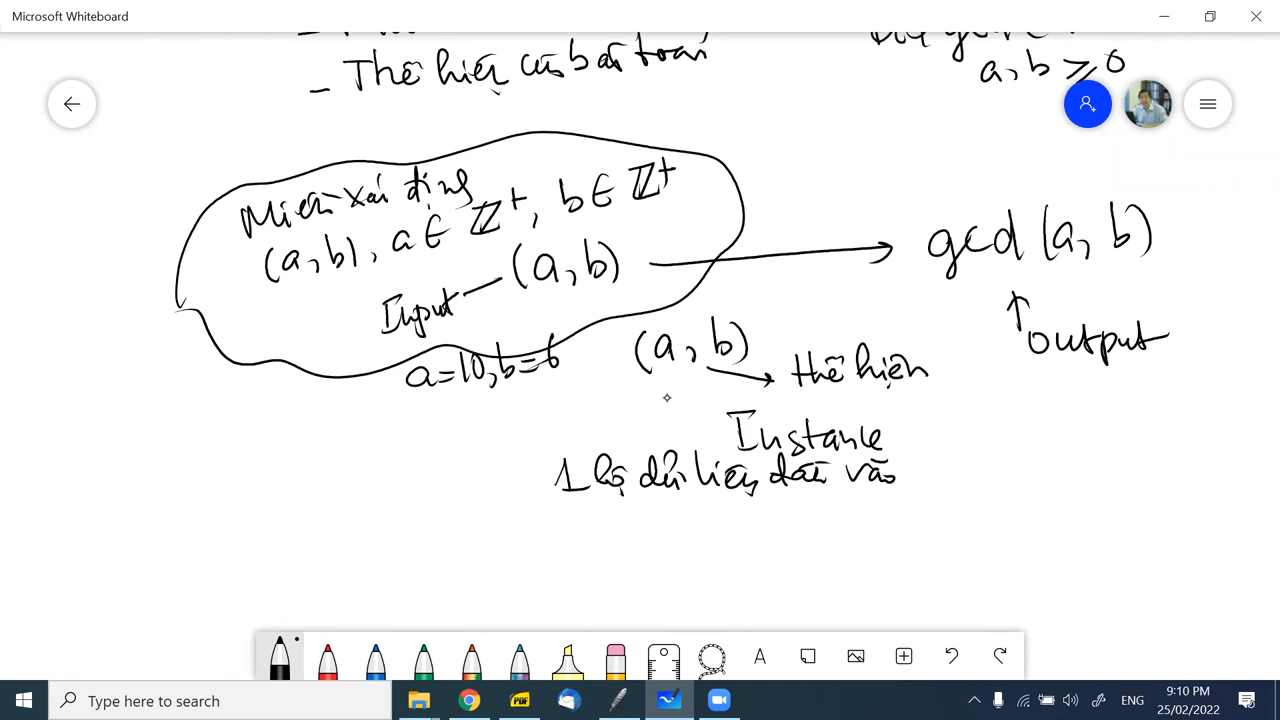 Microsoft Whiteboard
- Thể hiện của bài toán
a, b ≥ 0
Miền xác định
(a, b), a ∈ ℤ⁺, b ∈ ℤ⁺
Input — (a, b) → gcd (a, b)
↑
output
a=10, b=6
(a, b) → thể hiện
Instance
1 bộ dữ liệu đầu vào
A
Type here to search
PDF
ENG
9:10 PM
25/02/2022